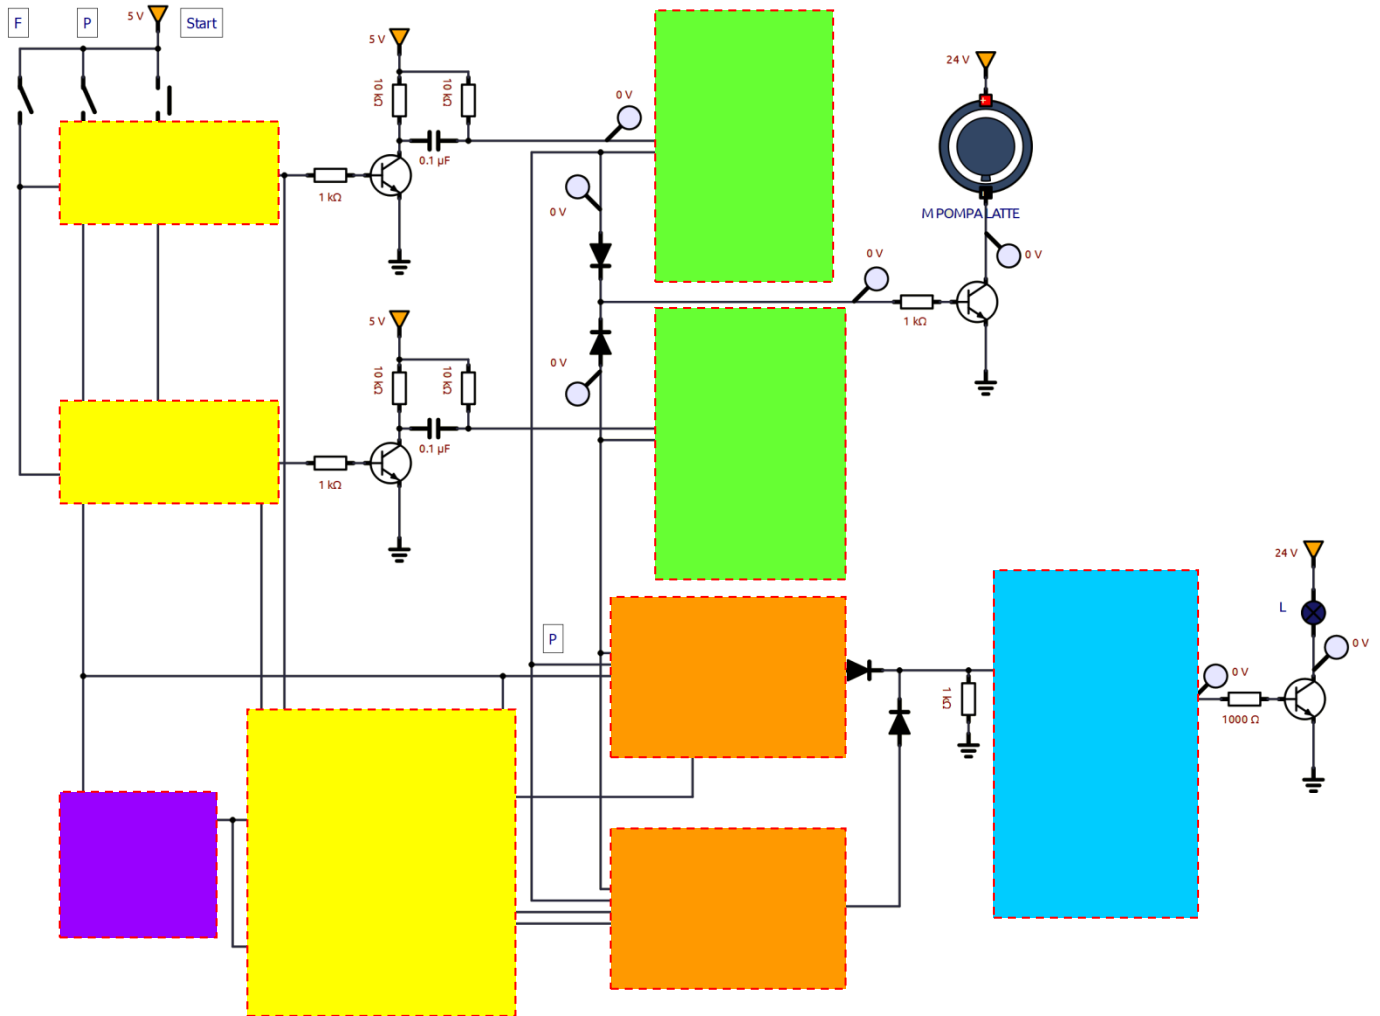 F
P
5 V
Start
5 V
10 kΩ
10 kΩ
0.1 µF
1 kΩ
0 V
0 V
24 V
+
M POMPA LATTE
0 V
0 V
1 kΩ
5 V
10 kΩ
10 kΩ
0.1 µF
1 kΩ
0 V
P
1 kΩ
24 V
L
0 V
0 V
1000 Ω